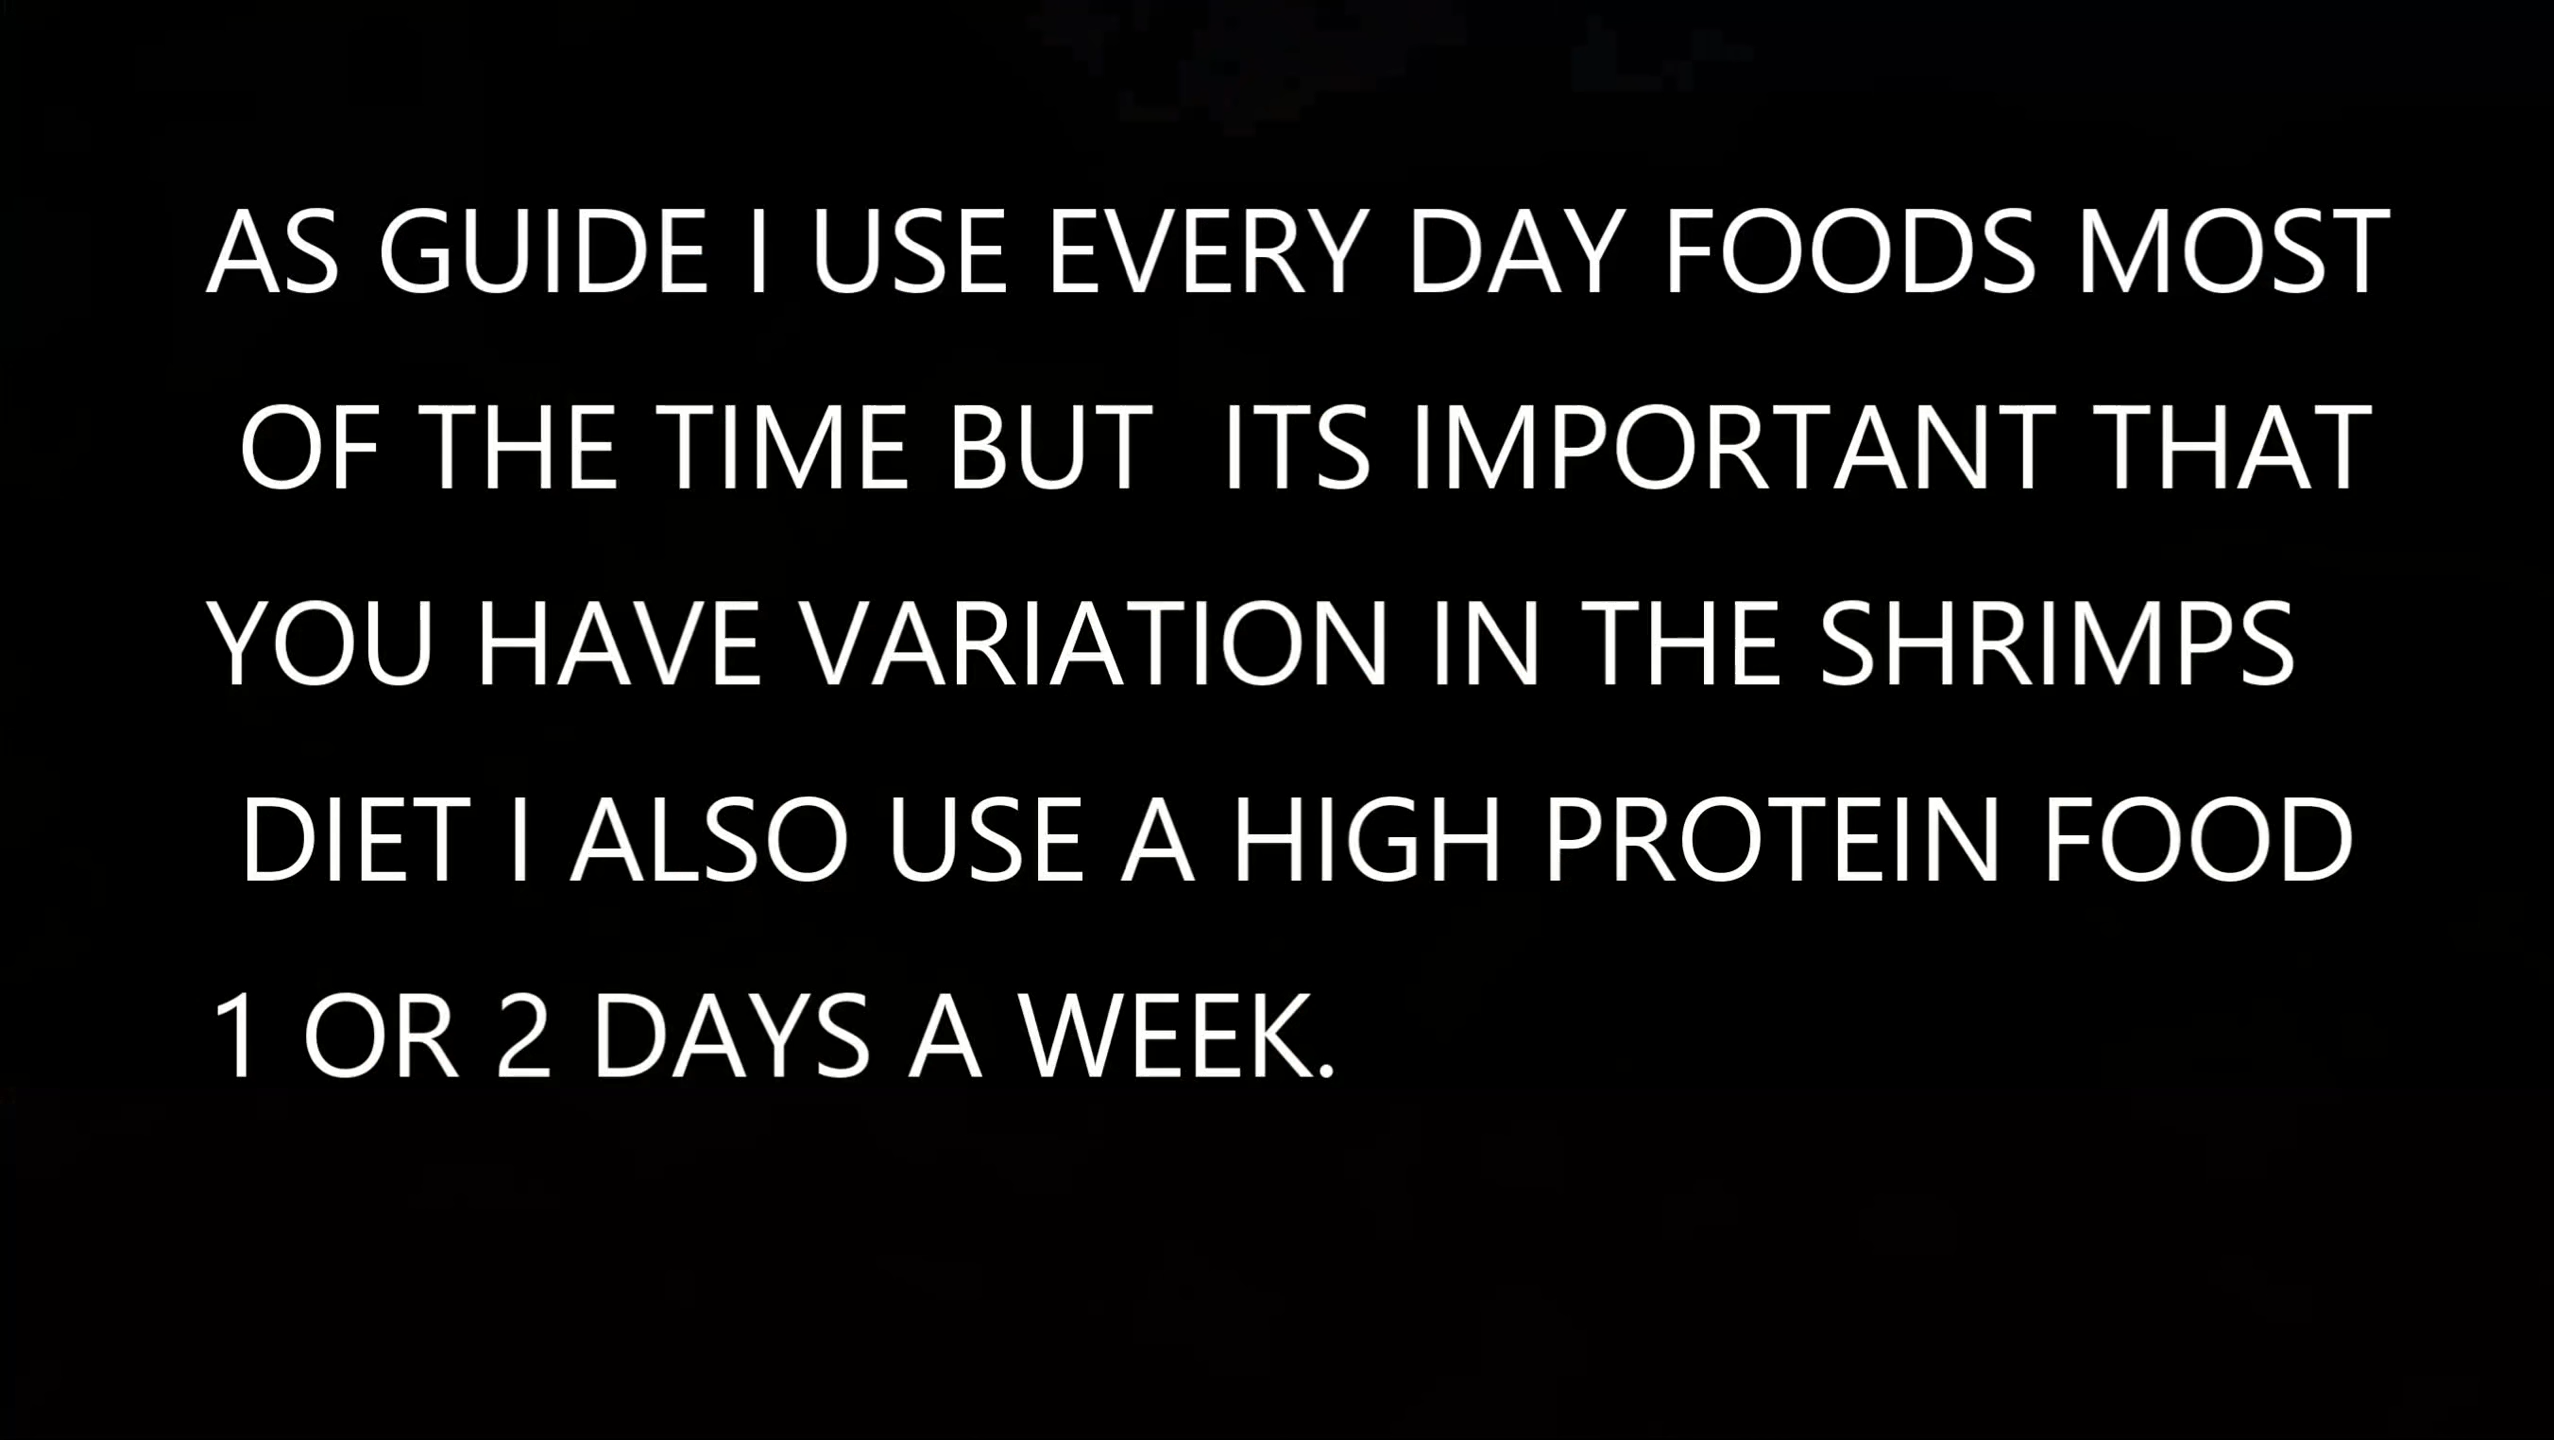 AS GUIDE I USE EVERY DAY FOODS MOST
OF THE TIME BUT  ITS IMPORTANT THAT
YOU HAVE VARIATION IN THE SHRIMPS
DIET I ALSO USE A HIGH PROTEIN FOOD
1 OR 2 DAYS A WEEK.